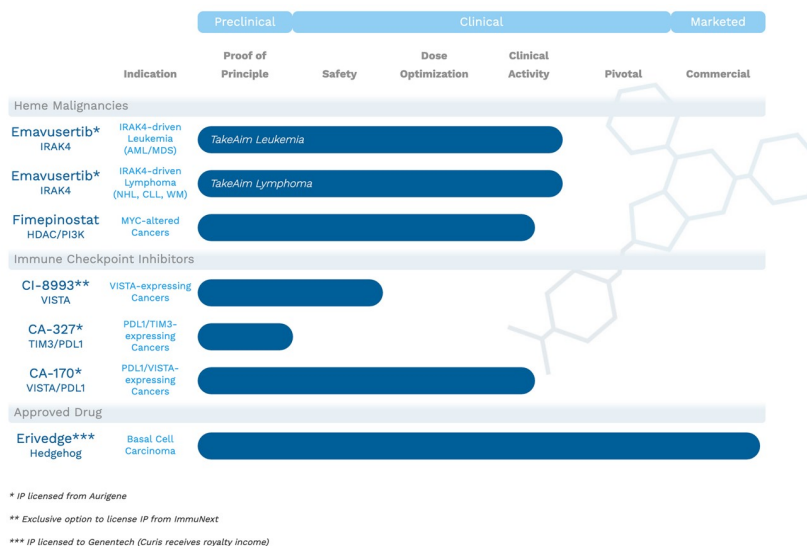 Preclinical Clinical Marketed
Proof of Principle Safety Dose Optimization Clinical Activity Pivotal Commercial
Indication
Heme Malignancies
Emavusertib*
IRAK4
IRAK4-driven
Leukemia
(AML/MDS)
TakeAim Leukemia
Emavusertib*
IRAK4
IRAK4-driven
Lymphoma
(NHL, CLL, WM)
TakeAim Lymphoma
Fimepinostat
HDAC/PI3K
MYC-altered
Cancers
Immune Checkpoint Inhibitors
CI-8993**
VISTA
VISTA-expressing
Cancers
CA-327*
TIM3/PDL1
PDL1/TIM3-
expressing
Cancers
CA-170*
VISTA/PDL1
PDL1/VISTA-
expressing
Cancers
Approved Drug
Erivedge***
Hedgehog
Basal Cell
Carcinoma
* IP licensed from Aurigene
** Exclusive option to license IP from ImmuNext
*** IP licensed to Genentech (Curis receives royalty income)